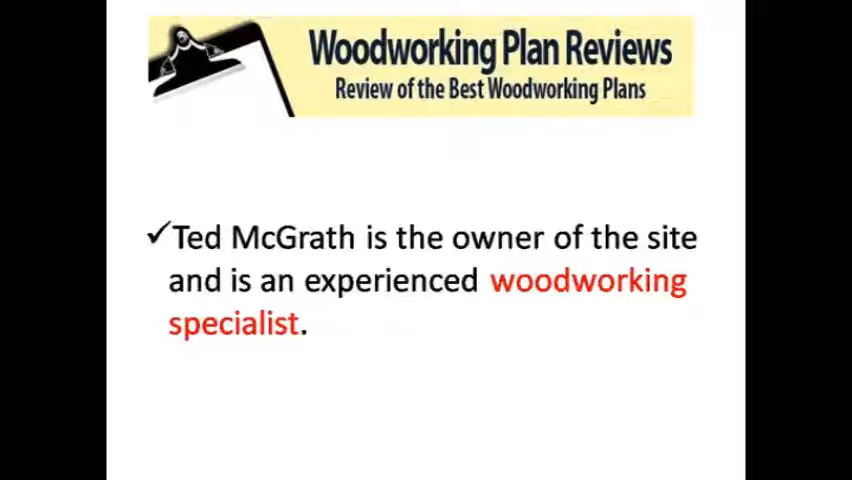 Woodworking Plan Reviews
Review of the Best Woodworking Plans
✓Ted McGrath is the owner of the site
and is an experienced woodworking
specialist.